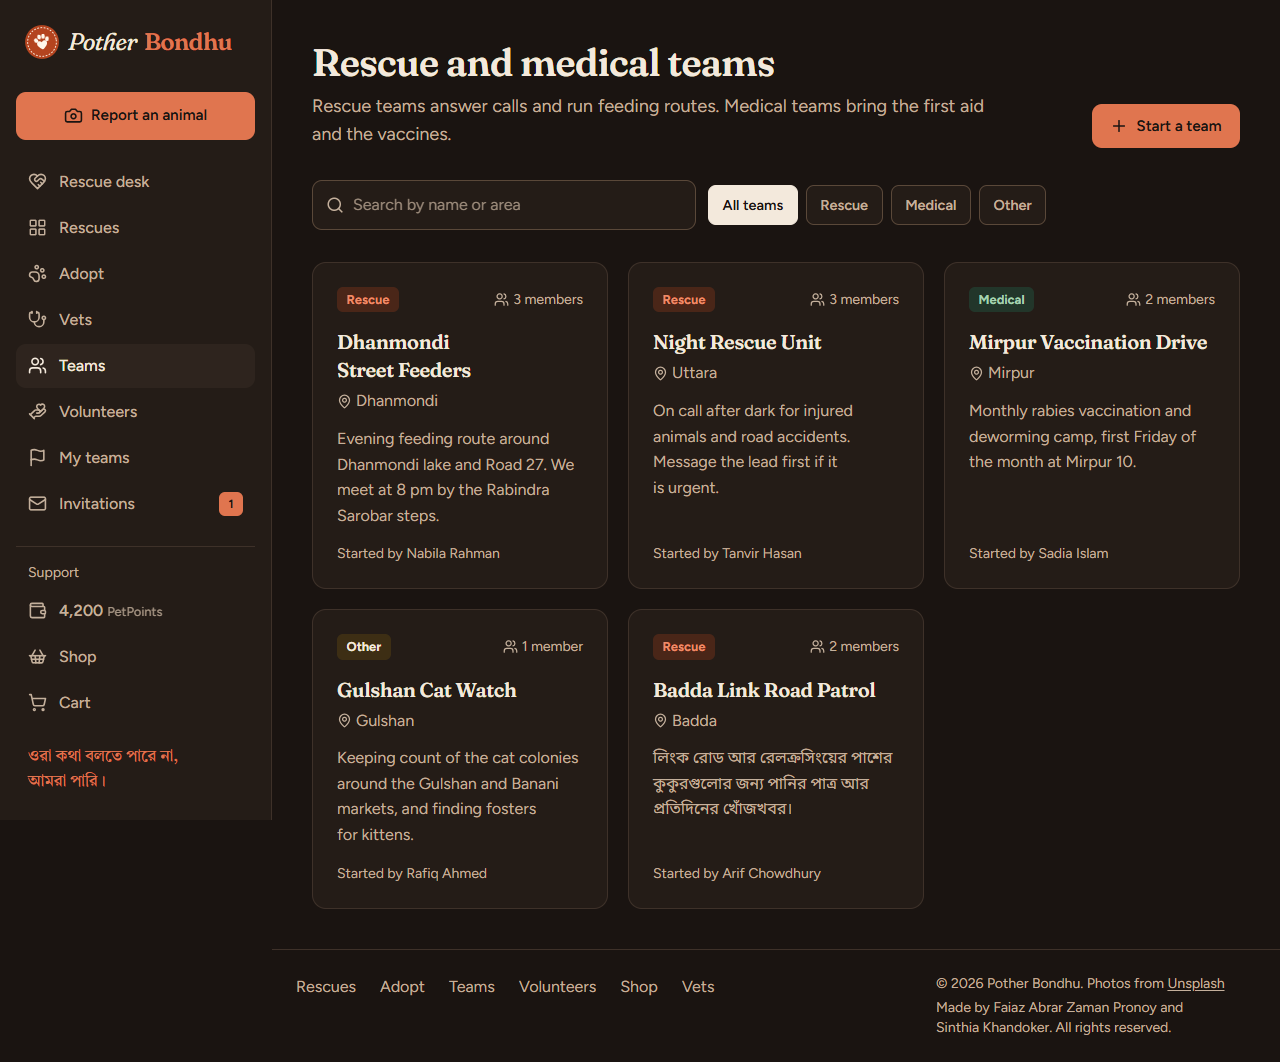 Pother Bondhu
Report an animal
Rescue desk
Rescues
Adopt
Vets
Teams
Volunteers
My teams
Invitations 1
Support
4,200 PetPoints
Shop
Cart
ওরা কথা বলতে পারে না,
আমরা পারি।
Rescue and medical teams
Rescue teams answer calls and run feeding routes. Medical teams bring the first aid
and the vaccines.
Start a team
Search by name or area
All teams Rescue Medical Other
Rescue 3 members
Dhanmondi
Street Feeders
Dhanmondi
Evening feeding route around
Dhanmondi lake and Road 27. We
meet at 8 pm by the Rabindra
Sarobar steps.
Started by Nabila Rahman
Rescue 3 members
Night Rescue Unit
Uttara
On call after dark for injured
animals and road accidents.
Message the lead first if it
is urgent.
Started by Tanvir Hasan
Medical 2 members
Mirpur Vaccination Drive
Mirpur
Monthly rabies vaccination and
deworming camp, first Friday of
the month at Mirpur 10.
Started by Sadia Islam
Other 1 member
Gulshan Cat Watch
Gulshan
Keeping count of the cat colonies
around the Gulshan and Banani
markets, and finding fosters
for kittens.
Started by Rafiq Ahmed
Rescue 2 members
Badda Link Road Patrol
Badda
লিংক রোড আর রেলক্রসিংয়ের পাশের
কুকুরগুলোর জন্য পানির পাত্র আর
প্রতিদিনের খোঁজখবর।
Started by Arif Chowdhury
Rescues Adopt Teams Volunteers Shop Vets
© 2026 Pother Bondhu. Photos from Unsplash
Made by Faiaz Abrar Zaman Pronoy and
Sinthia Khandoker. All rights reserved.